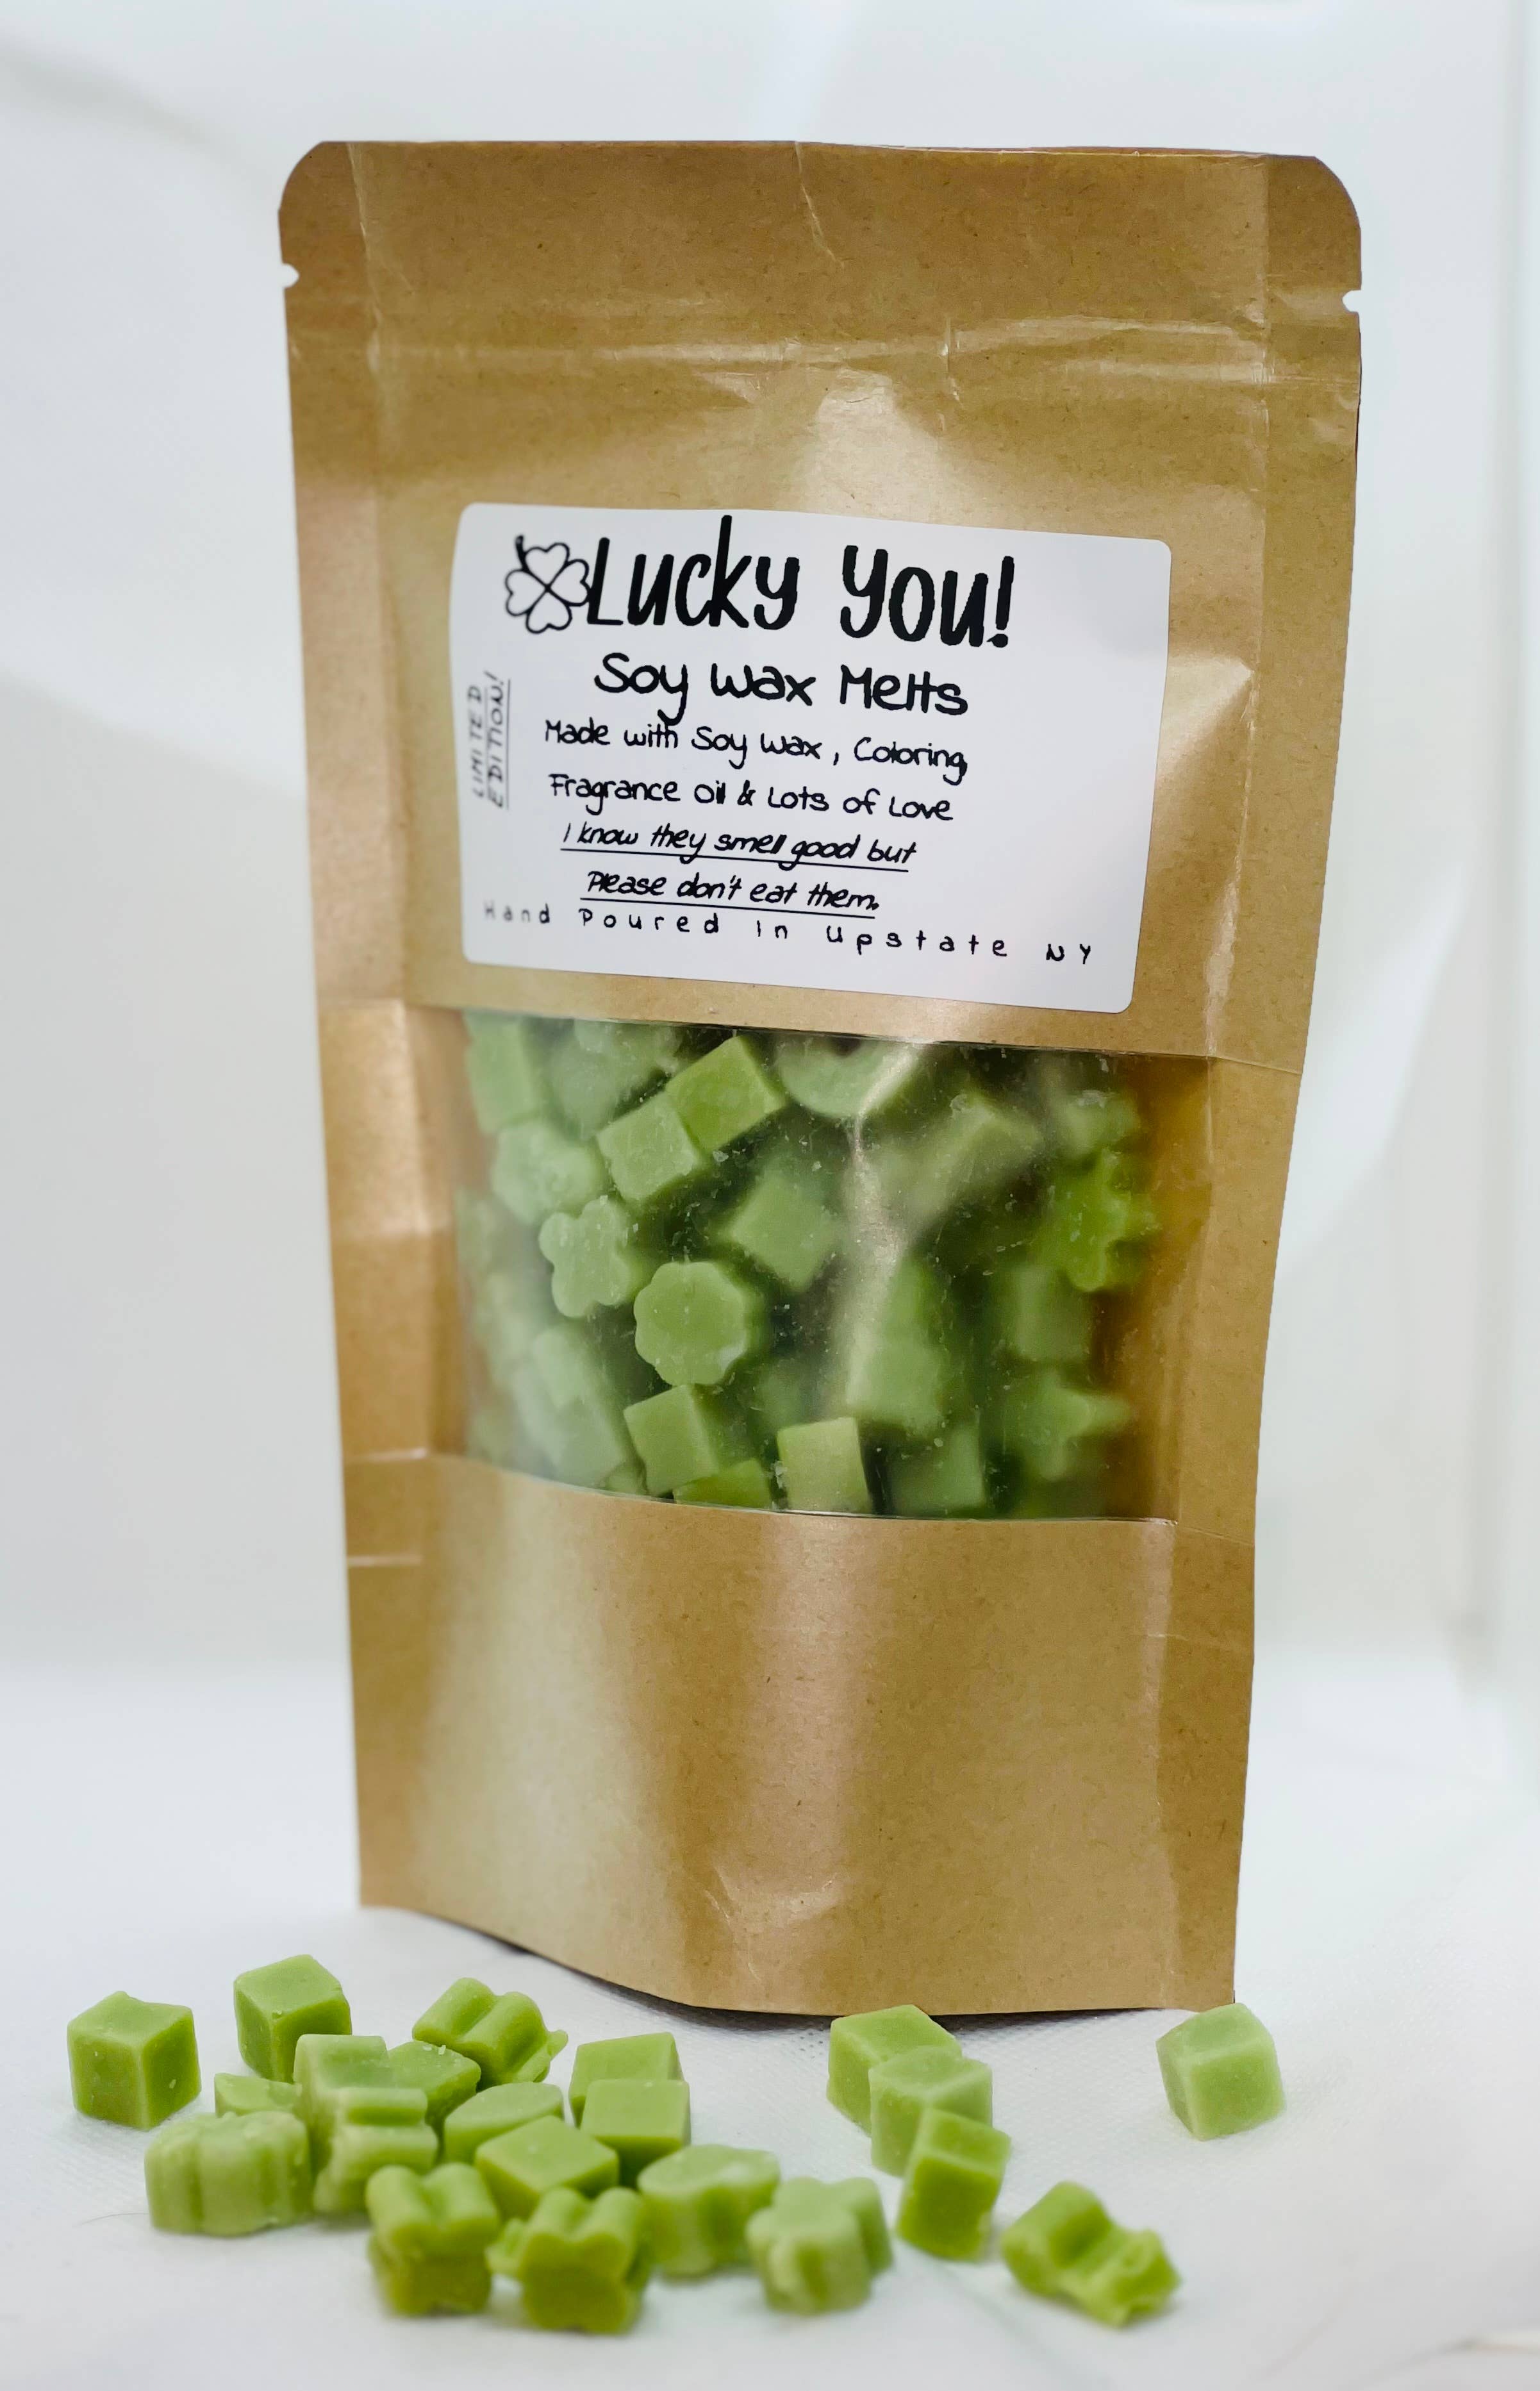 Lucky You!
Soy Wax Melts
Made with Soy Wax, Coloring,
Fragrance Oil & Lots of Love
I know they smell good but
Please don't eat them.
Hand Poured in Upstate NY
LIMITED
EDITION!